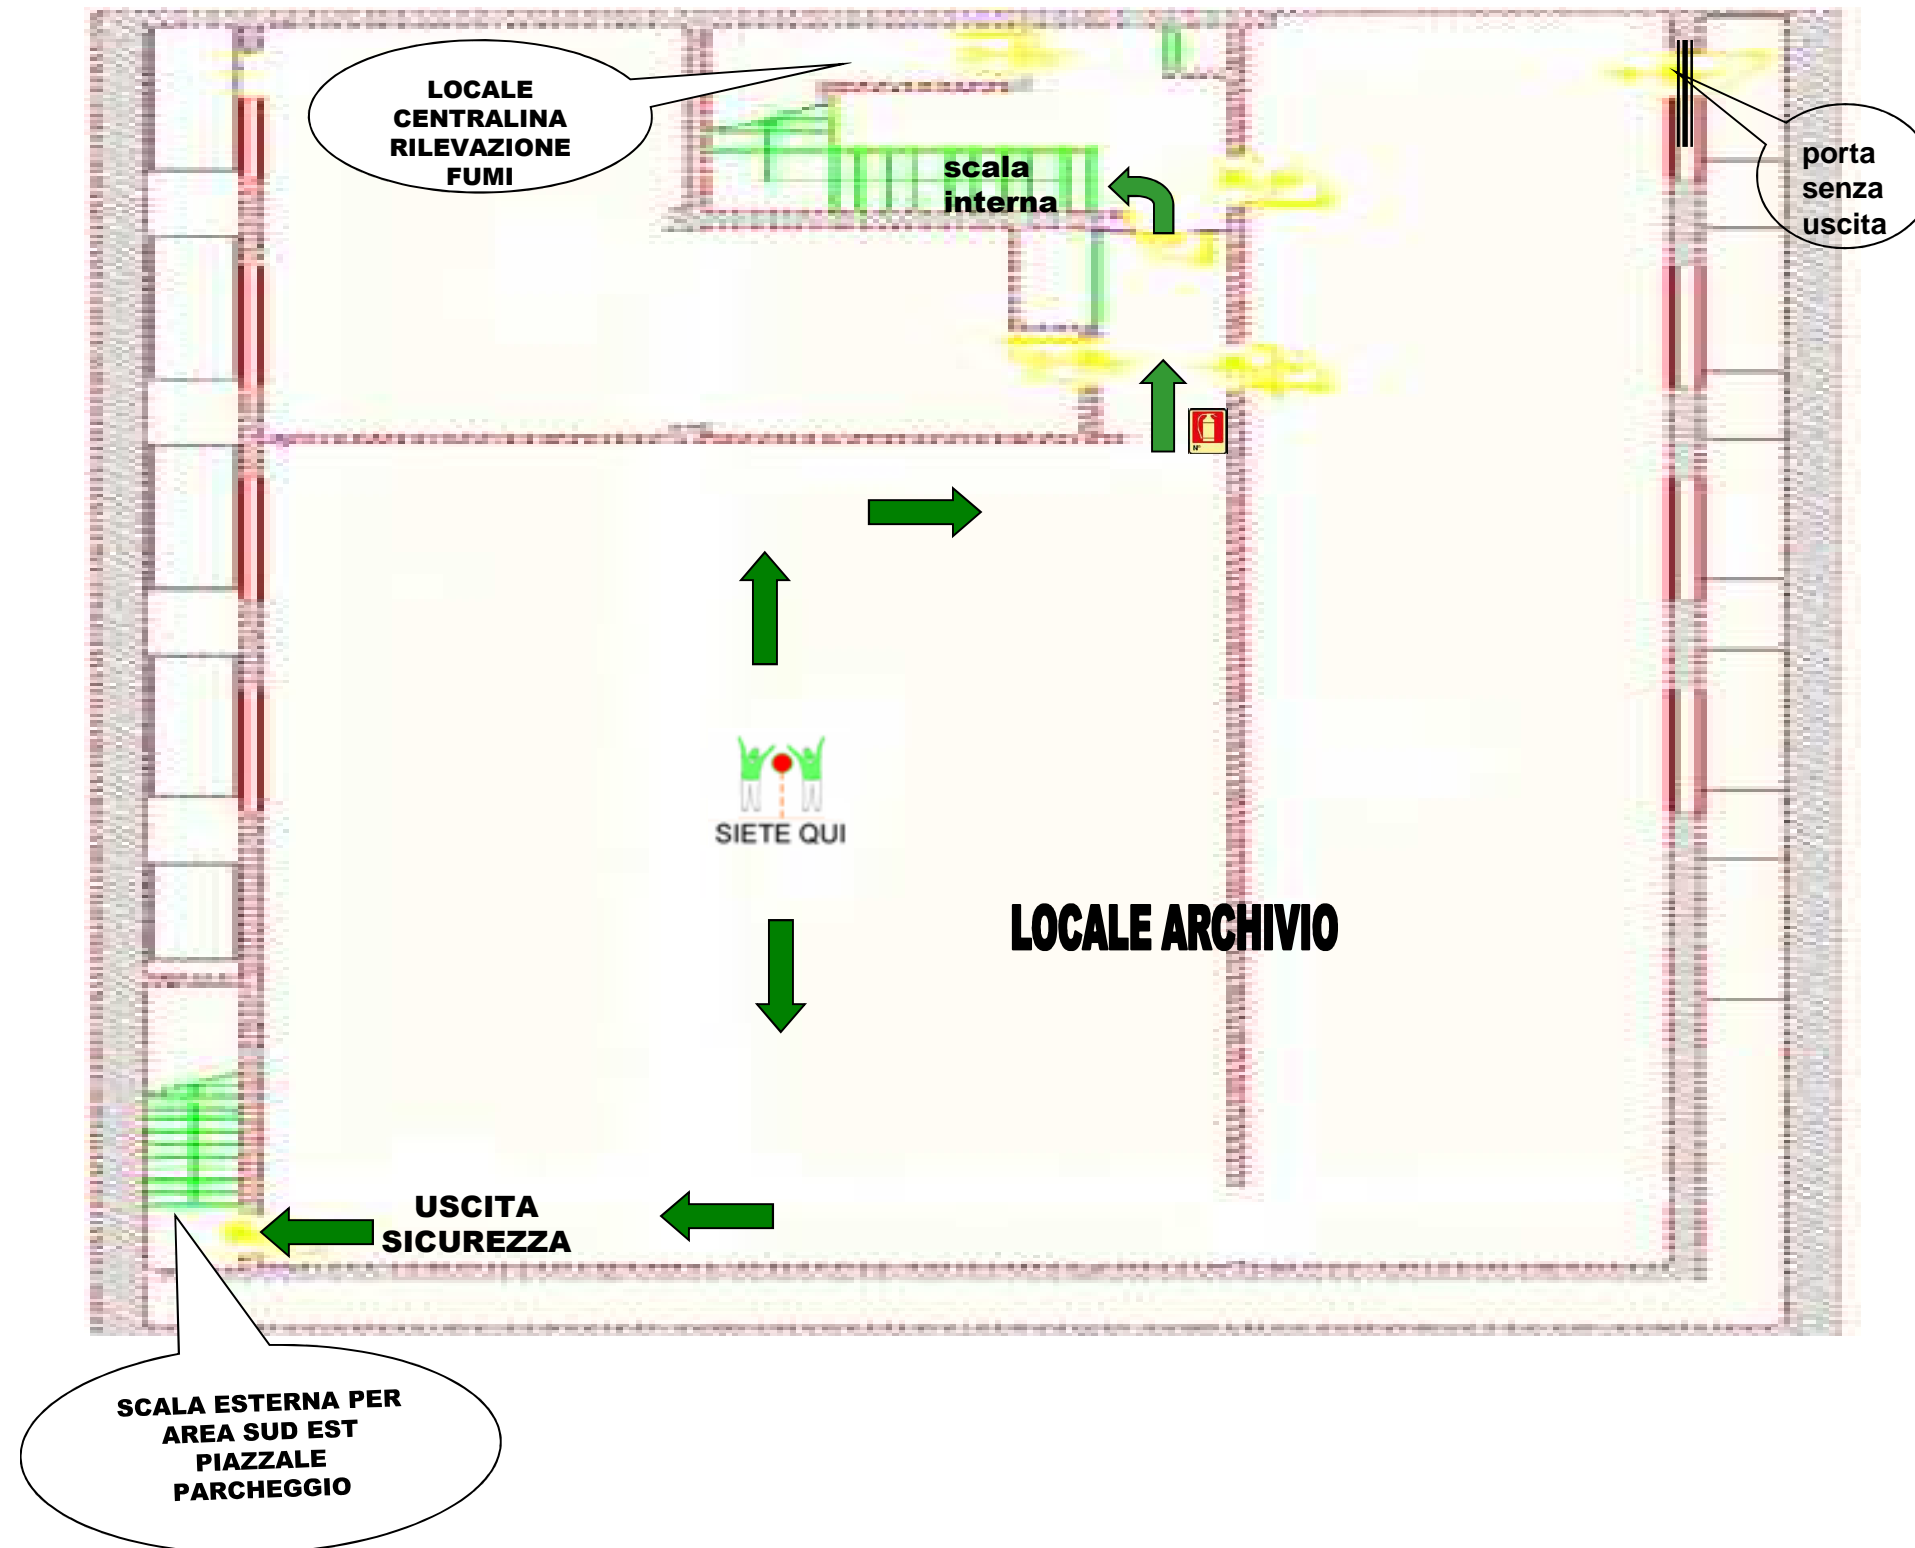 LOCALE
CENTRALINA
RILEVAZIONE
FUMI
scala
interna
porta
senza
uscita
N°
SIETE QUI
LOCALE ARCHIVIO
USCITA
SICUREZZA
SCALA ESTERNA PER
AREA SUD EST
PIAZZALE
PARCHEGGIO